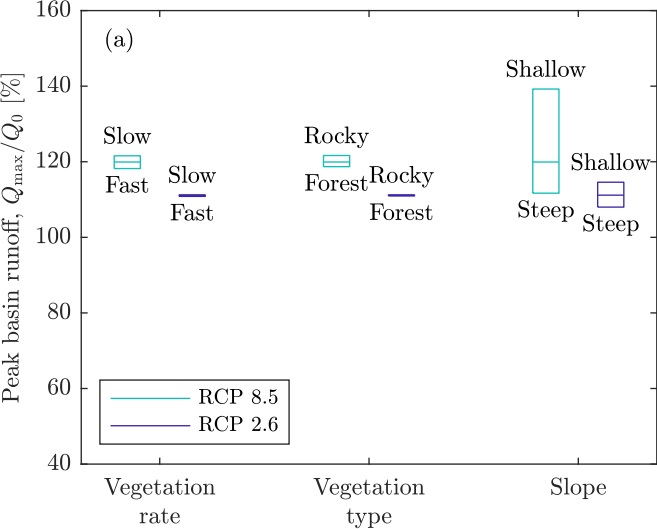 160
140
120
100
80
60
40
Peak basin runoff, Qmax/Q0 [%]
(a)
Slow
Fast
Slow
Fast
Rocky
Forest
Rocky
Forest
Shallow
Steep
Shallow
Steep
RCP 8.5
RCP 2.6
Vegetation
rate
Vegetation
type
Slope